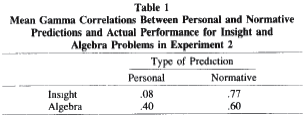 Table 1
Mean Gamma Correlations Between Personal and Normative
Predictions and Actual Performance for Insight and
Algebra Problems in Experiment 2
Type of Prediction
Personal Normative
Insight .08 .77
Algebra .40 .60